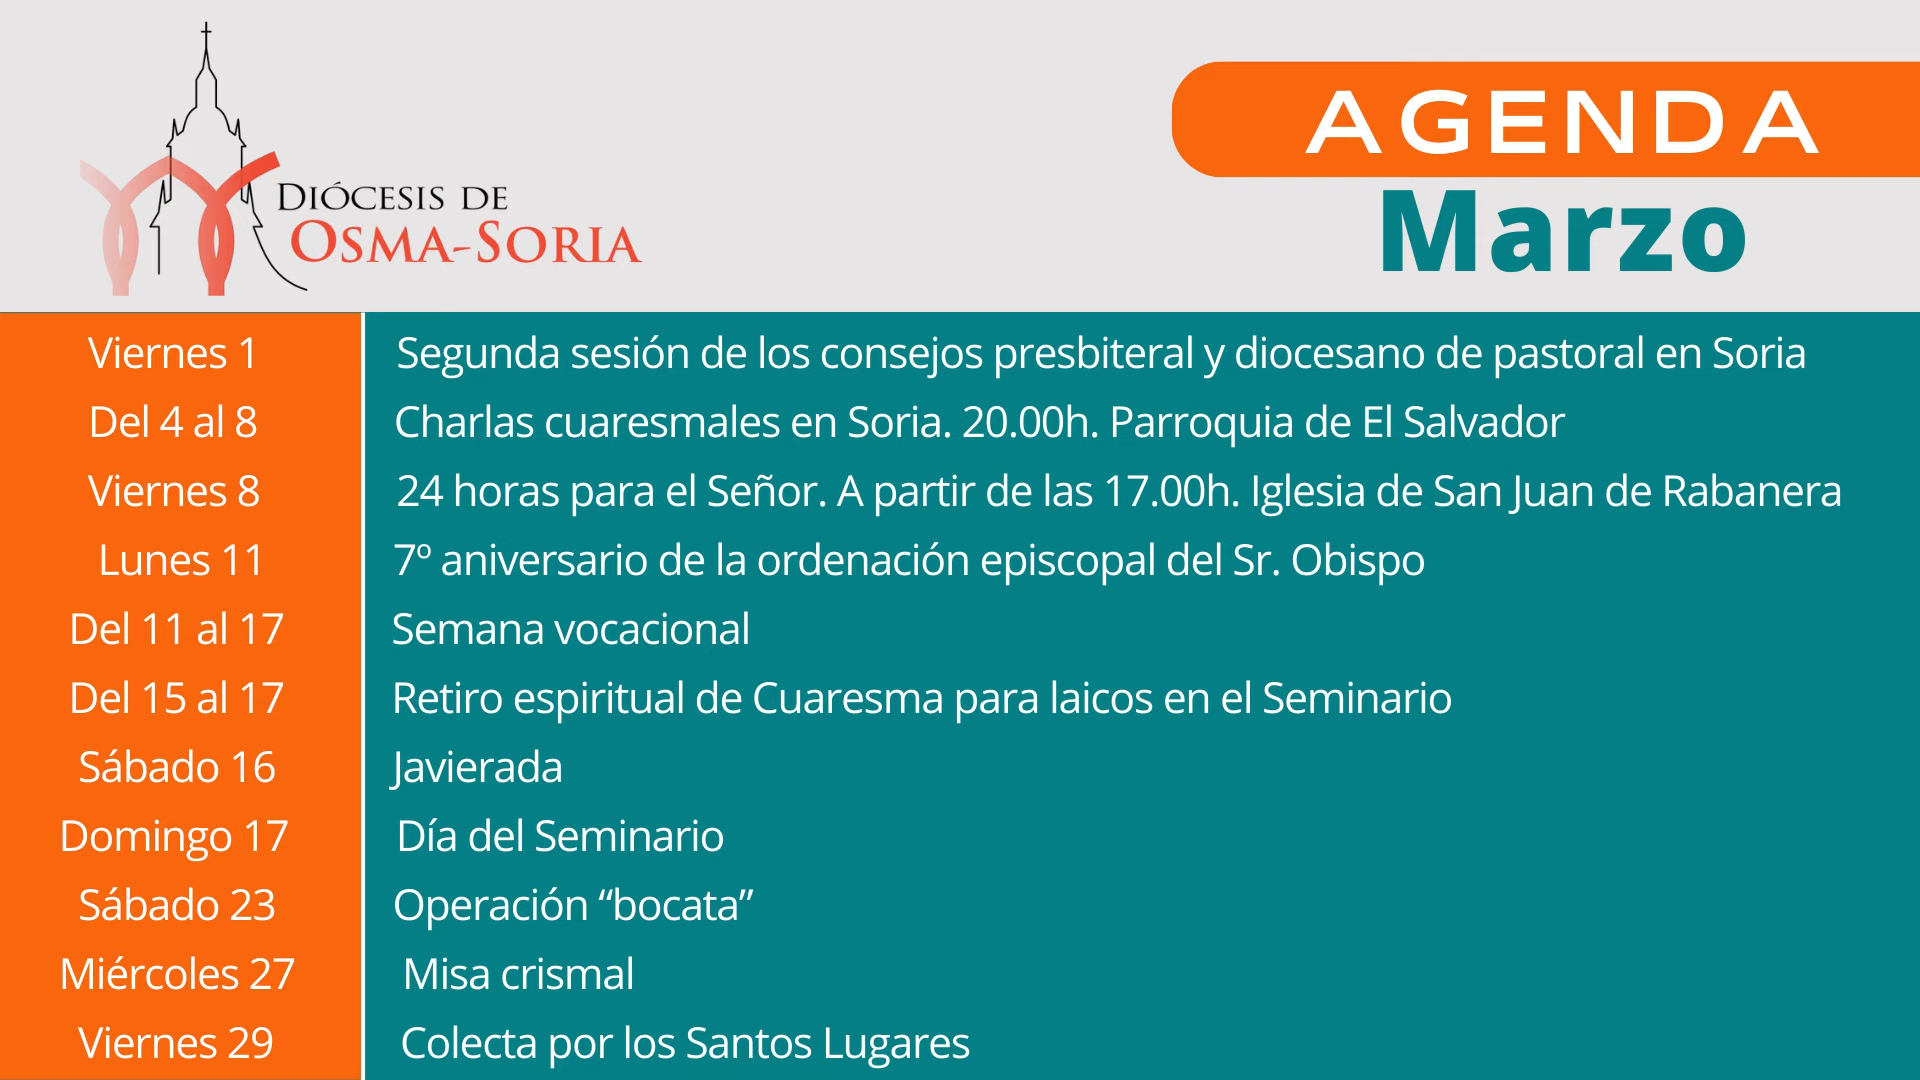 DIÓCESIS DE
OSMA-SORIA
AGENDA
Marzo
Viernes 1 Segunda sesión de los consejos presbiteral y diocesano de pastoral en Soria
Del 4 al 8 Charlas cuaresmales en Soria. 20.00h. Parroquia de El Salvador
Viernes 8 24 horas para el Señor. A partir de las 17.00h. Iglesia de San Juan de Rabanera
Lunes 11 7º aniversario de la ordenación episcopal del Sr. Obispo
Del 11 al 17 Semana vocacional
Del 15 al 17 Retiro espiritual de Cuaresma para laicos en el Seminario
Sábado 16 Javierada
Domingo 17 Día del Seminario
Sábado 23 Operación “bocata”
Miércoles 27 Misa crismal
Viernes 29 Colecta por los Santos Lugares